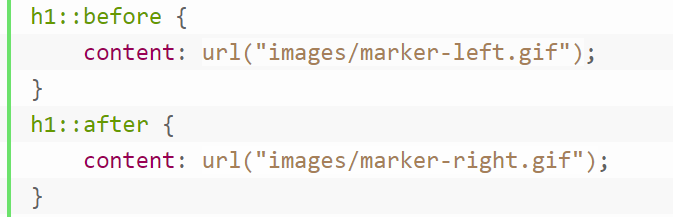 h1::before {
    content: url("images/marker-left.gif");
}
h1::after {
    content: url("images/marker-right.gif");
}